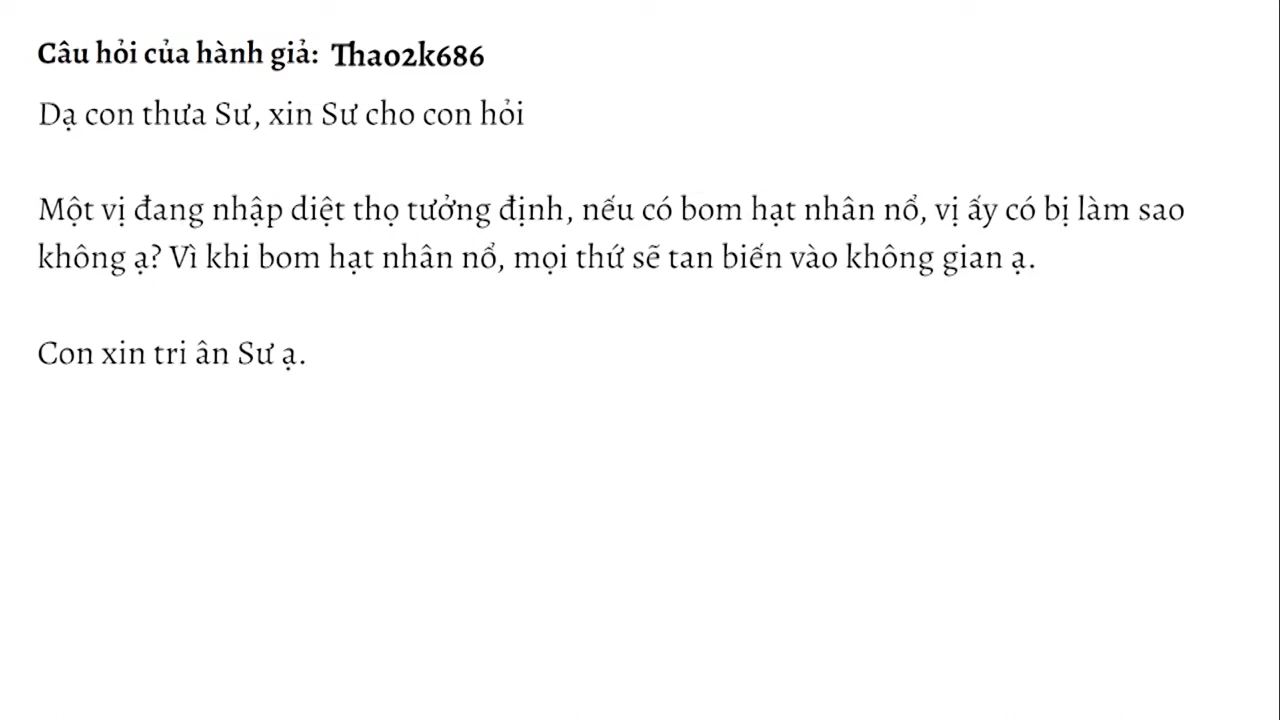 Câu hỏi của hành giả: Thao2k686
Dạ con thưa Sư, xin Sư cho con hỏi
Một vị đang nhập diệt thọ tưởng định, nếu có bom hạt nhân nổ, vị ấy có bị làm sao
không ạ? Vì khi bom hạt nhân nổ, mọi thứ sẽ tan biến vào không gian ạ.
Con xin tri ân Sư ạ.